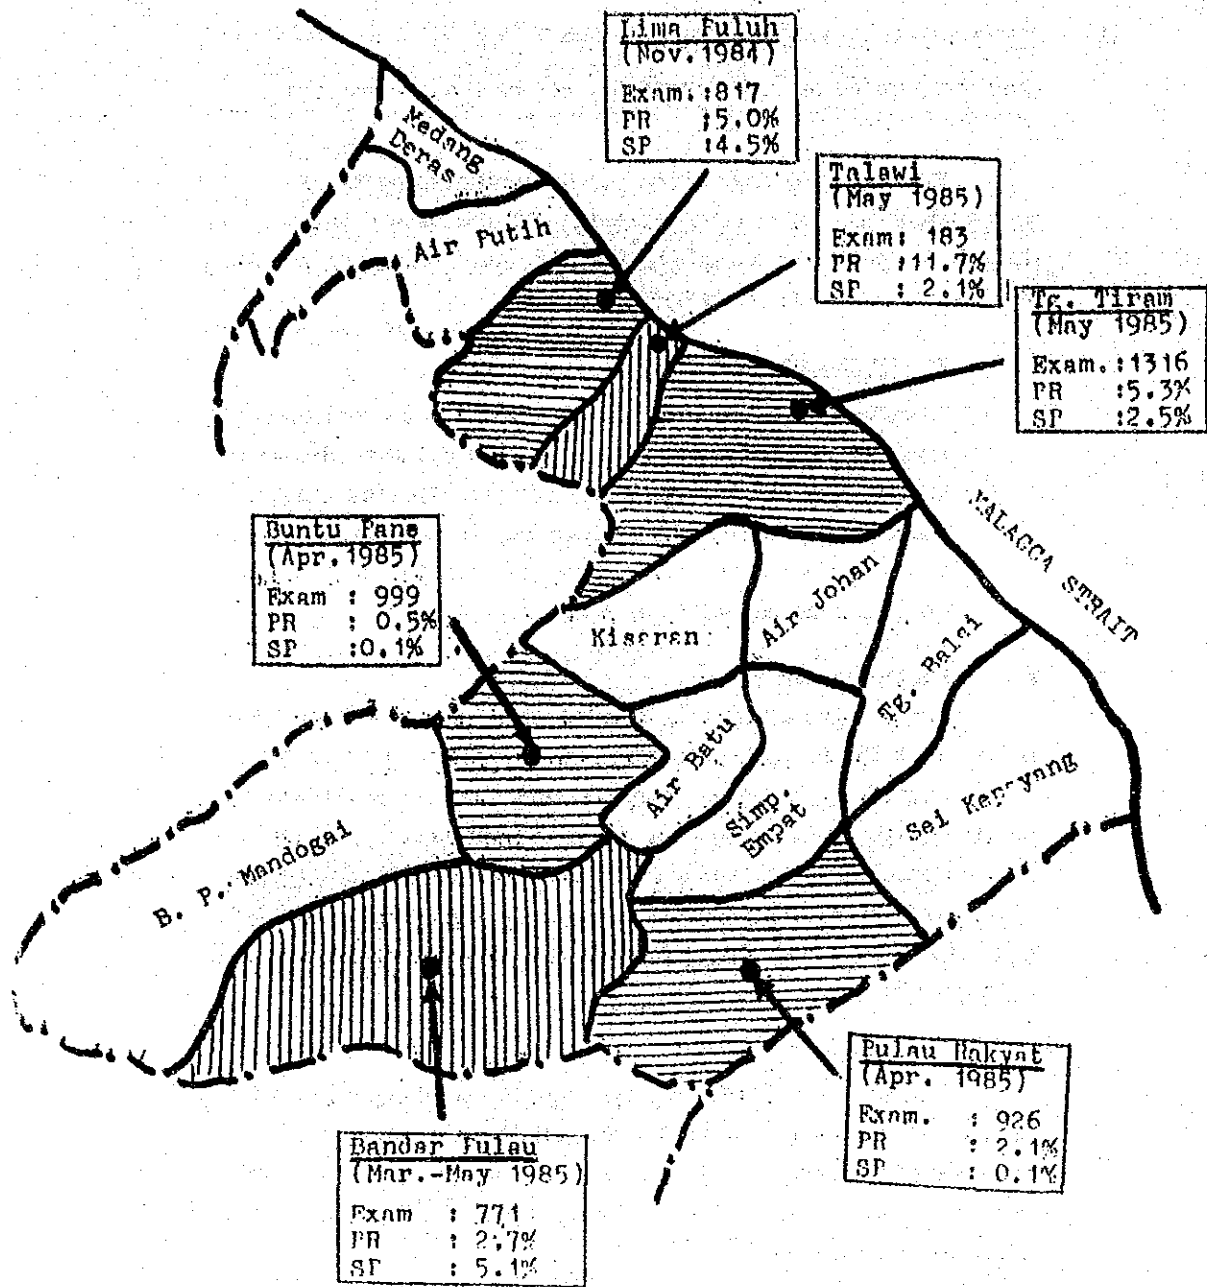 Lima Puluh
(Nov.1984)
Exam.:817
PR :5.0%
SP :4.5%
Talawi
(May 1985)
Exam: 183
PR :11.7%
SP : 2.1%
Tg. Tiram
(May 1985)
Exam.:1316
PR :5.3%
SP :2.5%
Medang
Deras
Air Putih
MALACCA STRAIT
Buntu Pane
(Apr.1985)
Exam : 999
PR : 0.5%
SP :0.1%
Kisaran
Air Johan
Tg. Balai
Air Batu
Simp.
Empat
Sei Kepayang
B. P. Mandogai
Pulau Rakyat
(Apr. 1985)
Exam. : 926
PR : 2.1%
SP : 0.1%
Bandar Pulau
(Mar.-May 1985)
Exam : 771
PR : 2.7%
SP : 5.1%